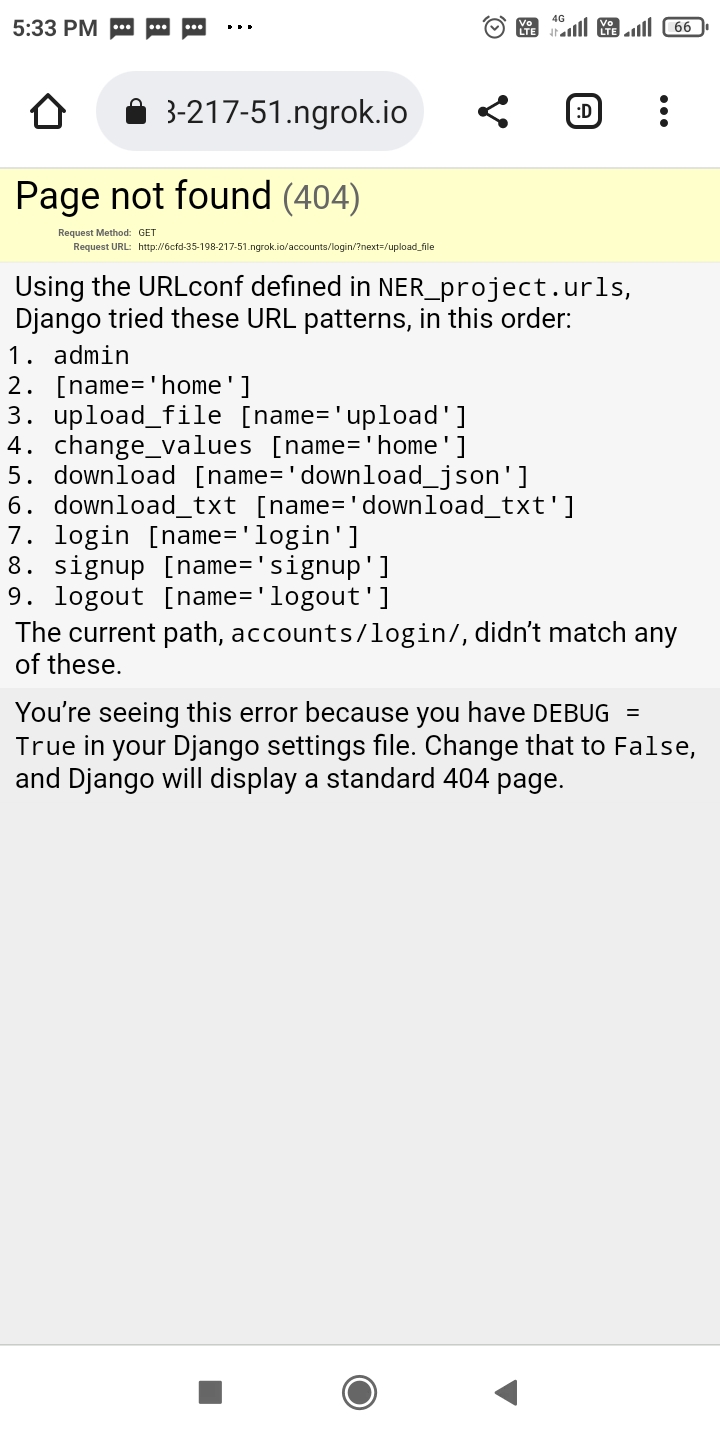 5:33 PM
4G
Vo LTE
Vo LTE
66
3-217-51.ngrok.io
:D
Page not found (404)
Request Method: GET
Request URL: http://6cfd-35-198-217-51.ngrok.io/accounts/login/?next=/upload_file
Using the URLconf defined in NER_project.urls,
Django tried these URL patterns, in this order:
1. admin
2. [name='home']
3. upload_file [name='upload']
4. change_values [name='home']
5. download [name='download_json']
6. download_txt [name='download_txt']
7. login [name='login']
8. signup [name='signup']
9. logout [name='logout']
The current path, accounts/login/, didn’t match any
of these.
You’re seeing this error because you have DEBUG =
True in your Django settings file. Change that to False,
and Django will display a standard 404 page.